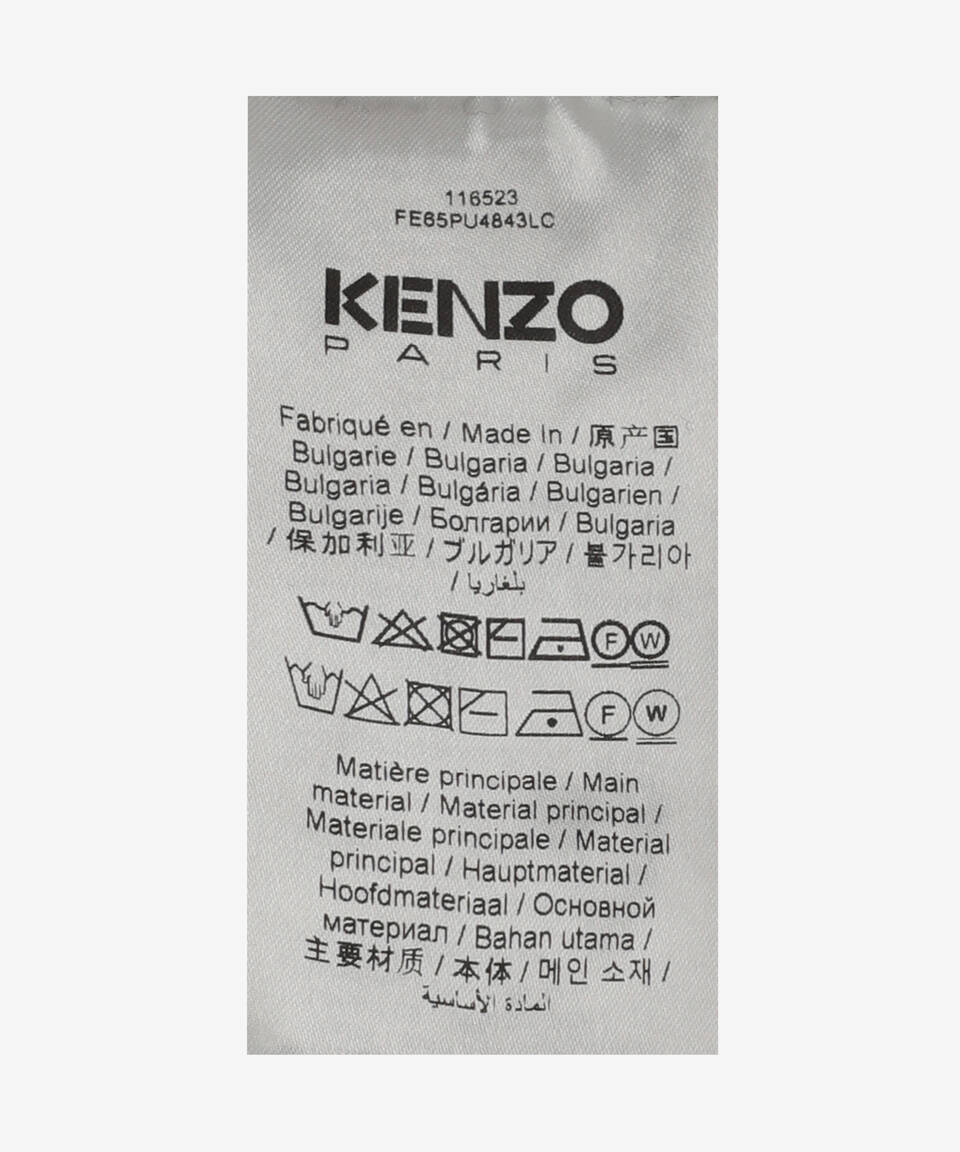 116523
FE65PU4843LC
KENZO
PARIS
Fabriqué en / Made in / 原产国
Bulgarie / Bulgaria / Bulgaria /
Bulgaria / Bulgária / Bulgarien /
Bulgarije / Болгарии / Bulgaria
/ 保加利亚 / ブルガリア / 불가리아
/ بلغاريا
F W
F W
Matière principale / Main
material / Material principal /
Materiale principale / Material
principal / Hauptmaterial /
Hoofdmateriaal / Основной
материал / Bahan utama /
主要材质 / 本体 / 메인 소재 /
المادة الأساسية